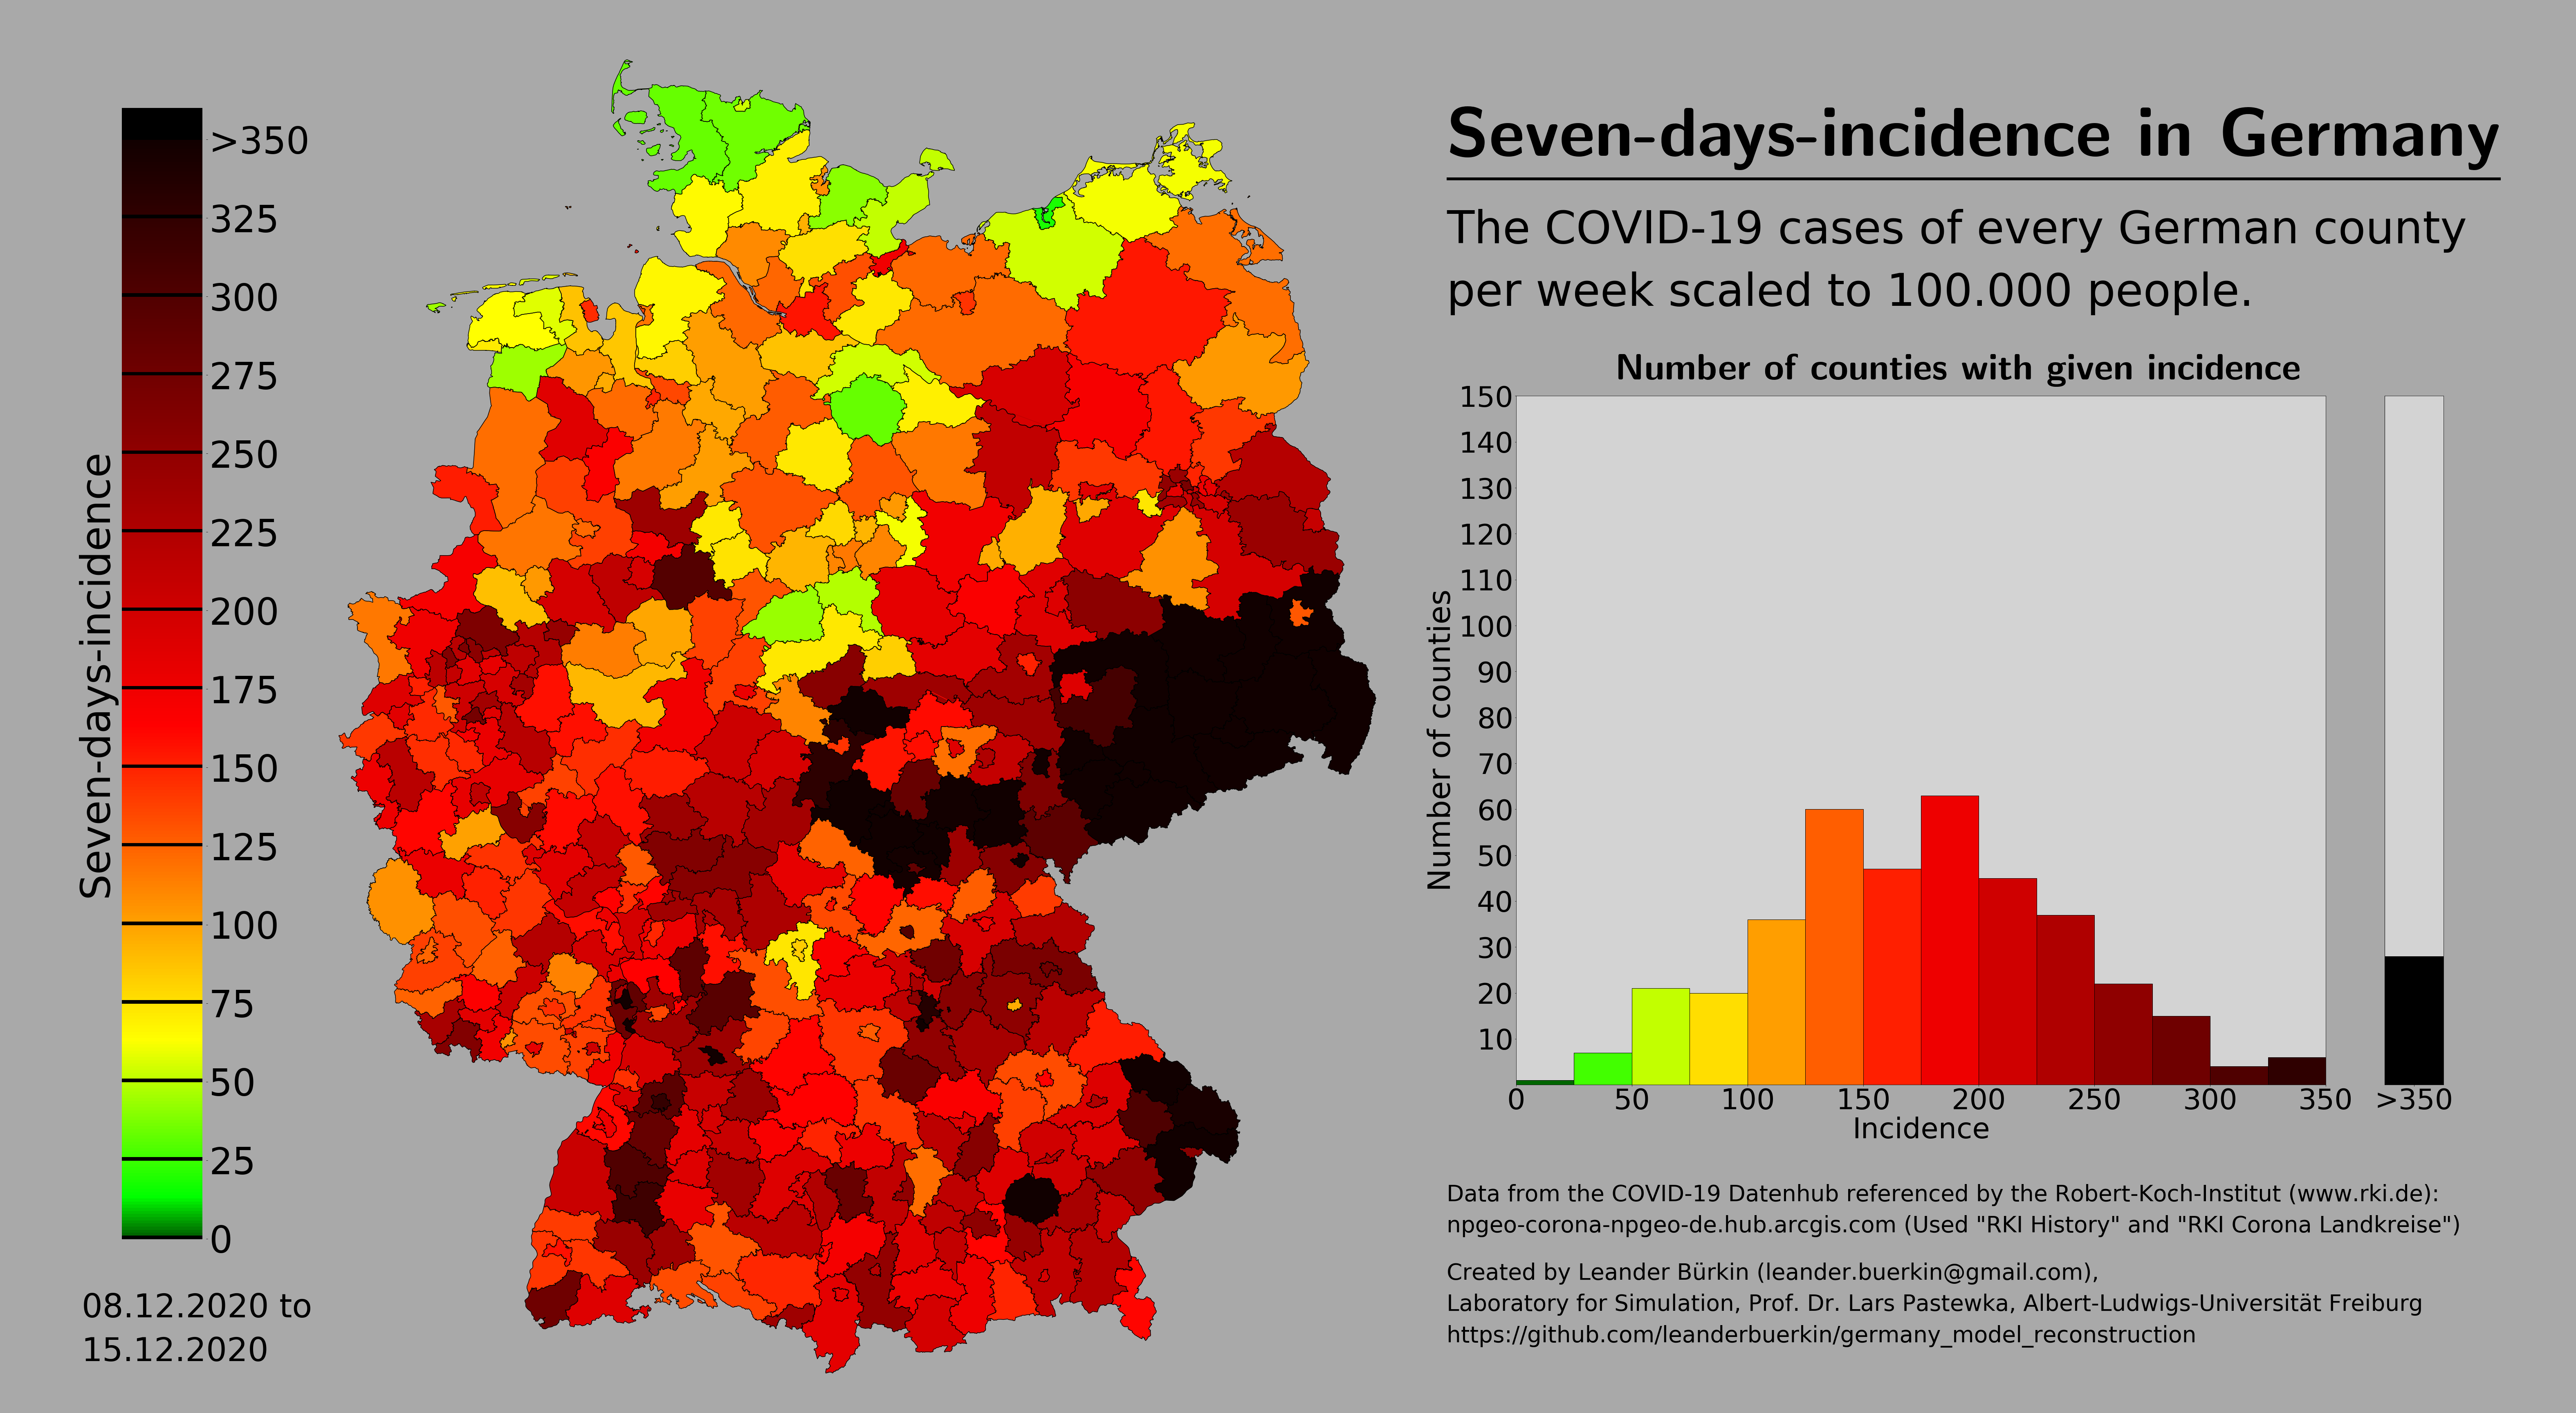 Seven-days-incidence in Germany
The COVID-19 cases of every German county
per week scaled to 100.000 people.
Seven-days-incidence
>350
325
300
275
250
225
200
175
150
125
100
75
50
25
0
08.12.2020 to
15.12.2020
Number of counties with given incidence
Number of counties
150
140
130
120
110
100
90
80
70
60
50
40
30
20
10
0 50 100 150 200 250 300 350 >350
Incidence
Data from the COVID-19 Datenhub referenced by the Robert-Koch-Institut (www.rki.de):
npgeo-corona-npgeo-de.hub.arcgis.com (Used "RKI History" and "RKI Corona Landkreise")
Created by Leander Bürkin (leander.buerkin@gmail.com),
Laboratory for Simulation, Prof. Dr. Lars Pastewka, Albert-Ludwigs-Universität Freiburg
https://github.com/leanderbuerkin/germany_model_reconstruction